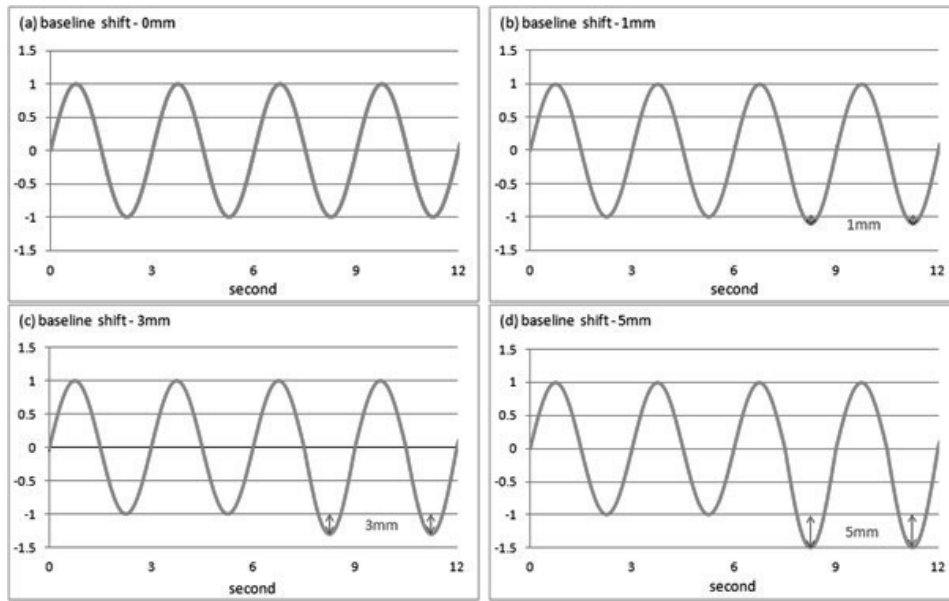 (a) baseline shift - 0mm
1.5
1
0.5
0
-0.5
-1
-1.5
0 3 6 9 12
second
(b) baseline shift - 1mm
1.5
1
0.5
0
-0.5
-1
-1.5
1mm
0 3 6 9 12
second
(c) baseline shift - 3mm
1.5
1
0.5
0
-0.5
-1
-1.5
3mm
0 3 6 9 12
second
(d) baseline shift - 5mm
1.5
1
0.5
0
-0.5
-1
-1.5
5mm
0 3 6 9 12
second